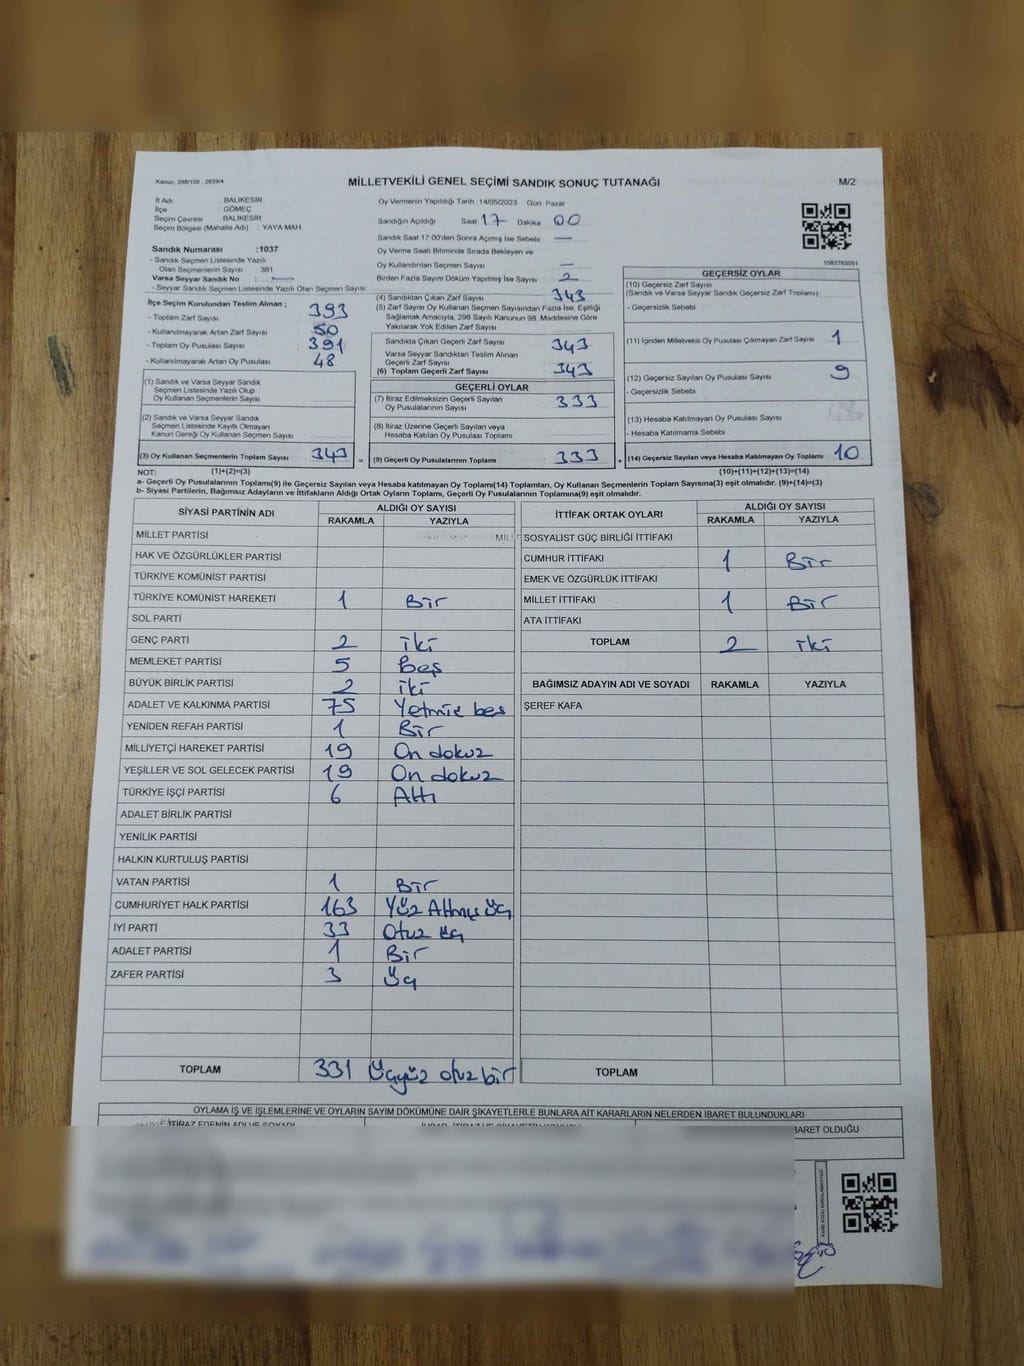 Kanun: 298/105 , 2839/4
MİLLETVEKİLİ GENEL SEÇİMİ SANDIK SONUÇ TUTANAĞI
M/2
İl Adı : BALIKESİR
İlçe : GÖMEÇ
Seçim Çevresi : BALIKESİR
Seçim Bölgesi (Mahalle Adı) : YAYA MAH.
Sandık Numarası :1037
- Sandık Seçmen Listesinde Yazılı
Olan Seçmenlerin Sayısı : 381
Varsa Seyyar Sandık No : —
- Seyyar Sandık Seçmen Listesinde Yazılı Olan Seçmen Sayısı :
Oy Vermenin Yapıldığı Tarih :14/05/2023 Gün: Pazar
Sandığın Açıldığı Saat 17 Dakika 00
Sandık Saat 17:00'den Sonra Açılmış İse Sebebi : —
Oy Verme Saati Bitiminde Sırada Bekleyen ve
Oy Kullandırılan Seçmen Sayısı : —
Birden Fazla Sayım Döküm Yapılmış İse Sayısı : 2
1083763051
İlçe Seçim Kurulundan Teslim Alınan ;
- Toplam Zarf Sayısı : 393
- Kullanılmayarak Artan Zarf Sayısı : 50
- Toplam Oy Pusulası Sayısı : 391
- Kullanılmayarak Artan Oy Pusulası : 48
(1) Sandık ve Varsa Seyyar Sandık
Seçmen Listesinde Yazılı Olup
Oy Kullanan Seçmenlerin Sayısı :
(2) Sandık ve Varsa Seyyar Sandık
Seçmen Listesinde Kayıtlı Olmayan
Kanun Gereği Oy Kullanan Seçmen Sayısı :
(3) Oy Kullanan Seçmenlerin Toplam Sayısı : 343
(4) Sandıktan Çıkan Zarf Sayısı : 343
(5) Zarf Sayısı Oy Kullanan Seçmen Sayısından Fazla İse, Eşitliği
Sağlamak Amacıyla, 298 Sayılı Kanunun 98. Maddesine Göre
Yakılarak Yok Edilen Zarf Sayısı :
Sandıkta Çıkan Geçerli Zarf Sayısı : 343
Varsa Seyyar Sandıktan Teslim Alınan
Geçerli Zarf Sayısı :
(6) Toplam Geçerli Zarf Sayısı : 343
GEÇERLİ OYLAR
(7) İtiraz Edilmeksizin Geçerli Sayılan
Oy Pusulalarının Sayısı : 333
(8) İtiraz Üzerine Geçerli Sayılan veya
Hesaba Katılan Oy Pusulası Toplamı :
= (9) Geçerli Oy Pusulalarının Toplamı : 333
GEÇERSİZ OYLAR
(10) Geçersiz Zarf Sayısı
(Sandık ve Varsa Seyyar Sandık Geçersiz Zarf Toplamı) :
- Geçersizlik Sebebi :
(11) İçinden Milletvekili Oy Pusulası Çıkmayan Zarf Sayısı : 1
(12) Geçersiz Sayılan Oy Pusulası Sayısı : 9
- Geçersizlik Sebebi :
(13) Hesaba Katılmayan Oy Pusulası Sayısı :
- Hesaba Katılmama Sebebi :
+ (14) Geçersiz Sayılan veya Hesaba Katılmayan Oy Toplamı : 10
NOT: (1)+(2)=(3) (10)+(11)+(12)+(13)=(14)
a- Geçerli Oy Pusulalarının Toplamı(9) ile Geçersiz Sayılan veya Hesaba katılmayan Oy Toplamı(14) Toplamları, Oy Kullanan Seçmenlerin Toplam Sayısına(3) eşit olmalıdır. (9)+(14)=(3)
b- Siyasi Partilerin, Bağımsız Adayların ve İttifakların Aldığı Ortak Oyların Toplamı, Geçerli Oy Pusulalarının Toplamına(9) eşit olmalıdır.
SİYASİ PARTİNİN ADI ALDIĞI OY SAYISI
RAKAMLA YAZIYLA
MİLLET PARTİSİ
HAK VE ÖZGÜRLÜKLER PARTİSİ
TÜRKİYE KOMÜNİST PARTİSİ
TÜRKİYE KOMÜNİST HAREKETİ 1 Bir
SOL PARTİ
GENÇ PARTİ 2 iki
MEMLEKET PARTİSİ 5 Beş
BÜYÜK BİRLİK PARTİSİ 2 iki
ADALET VE KALKINMA PARTİSİ 75 Yetmiş beş
YENİDEN REFAH PARTİSİ 1 Bir
MİLLİYETÇİ HAREKET PARTİSİ 19 On dokuz
YEŞİLLER VE SOL GELECEK PARTİSİ 19 On dokuz
TÜRKİYE İŞÇİ PARTİSİ 6 Altı
ADALET BİRLİK PARTİSİ
YENİLİK PARTİSİ
HALKIN KURTULUŞ PARTİSİ
VATAN PARTİSİ 1 Bir
CUMHURİYET HALK PARTİSİ 163 Yüz Altmış üç
İYİ PARTİ 33 Otuz üç
ADALET PARTİSİ 1 Bir
ZAFER PARTİSİ 3 üç
TOPLAM 331 üçyüz otuz bir
İTTİFAK ORTAK OYLARI ALDIĞI OY SAYISI
RAKAMLA YAZIYLA
SOSYALİST GÜÇ BİRLİĞİ İTTİFAKI
CUMHUR İTTİFAKI 1 Bir
EMEK VE ÖZGÜRLÜK İTTİFAKI
MİLLET İTTİFAKI 1 Bir
ATA İTTİFAKI
TOPLAM 2 iki
BAĞIMSIZ ADAYIN ADI VE SOYADI RAKAMLA YAZIYLA
ŞEREF KAFA
TOPLAM
OYLAMA İŞ VE İŞLEMLERİNE VE OYLARIN SAYIM DÖKÜMÜNE DAİR ŞİKAYETLERLE BUNLARA AİT KARARLARIN NELERDEN İBARET BULUNDUKLARI
İTİRAZ EDENİN ADI VE SOYADI
BARET OLDUĞU